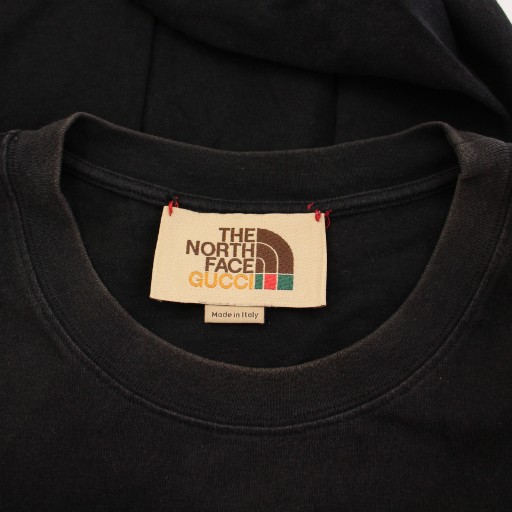 THE
NORTH
FACE
GUCCI
Made in Italy